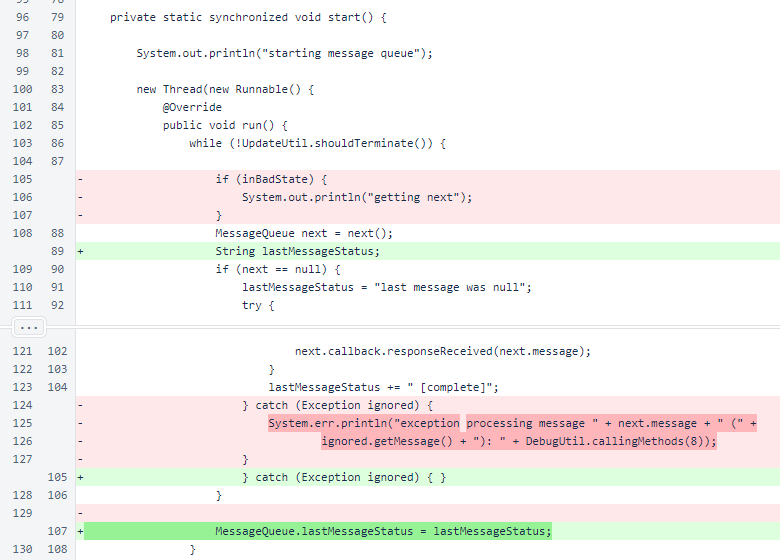 95 78
96 79 private static synchronized void start() {
97 80
98 81 System.out.println("starting message queue");
99 82
100 83 new Thread(new Runnable() {
101 84 @Override
102 85 public void run() {
103 86 while (!UpdateUtil.shouldTerminate()) {
104 87
105 - if (inBadState) {
106 - System.out.println("getting next");
107 - }
108 88 MessageQueue next = next();
89 + String lastMessageStatus;
109 90 if (next == null) {
110 91 lastMessageStatus = "last message was null";
111 92 try {
...
121 102 next.callback.responseReceived(next.message);
122 103 }
123 104 lastMessageStatus += " [complete]";
124 - } catch (Exception ignored) {
125 - System.err.println("exception processing message " + next.message + " (" +
126 - ignored.getMessage() + "): " + DebugUtil.callingMethods(8));
127 - }
105 + } catch (Exception ignored) { }
128 106 }
129 -
107 + MessageQueue.lastMessageStatus = lastMessageStatus;
130 108 }